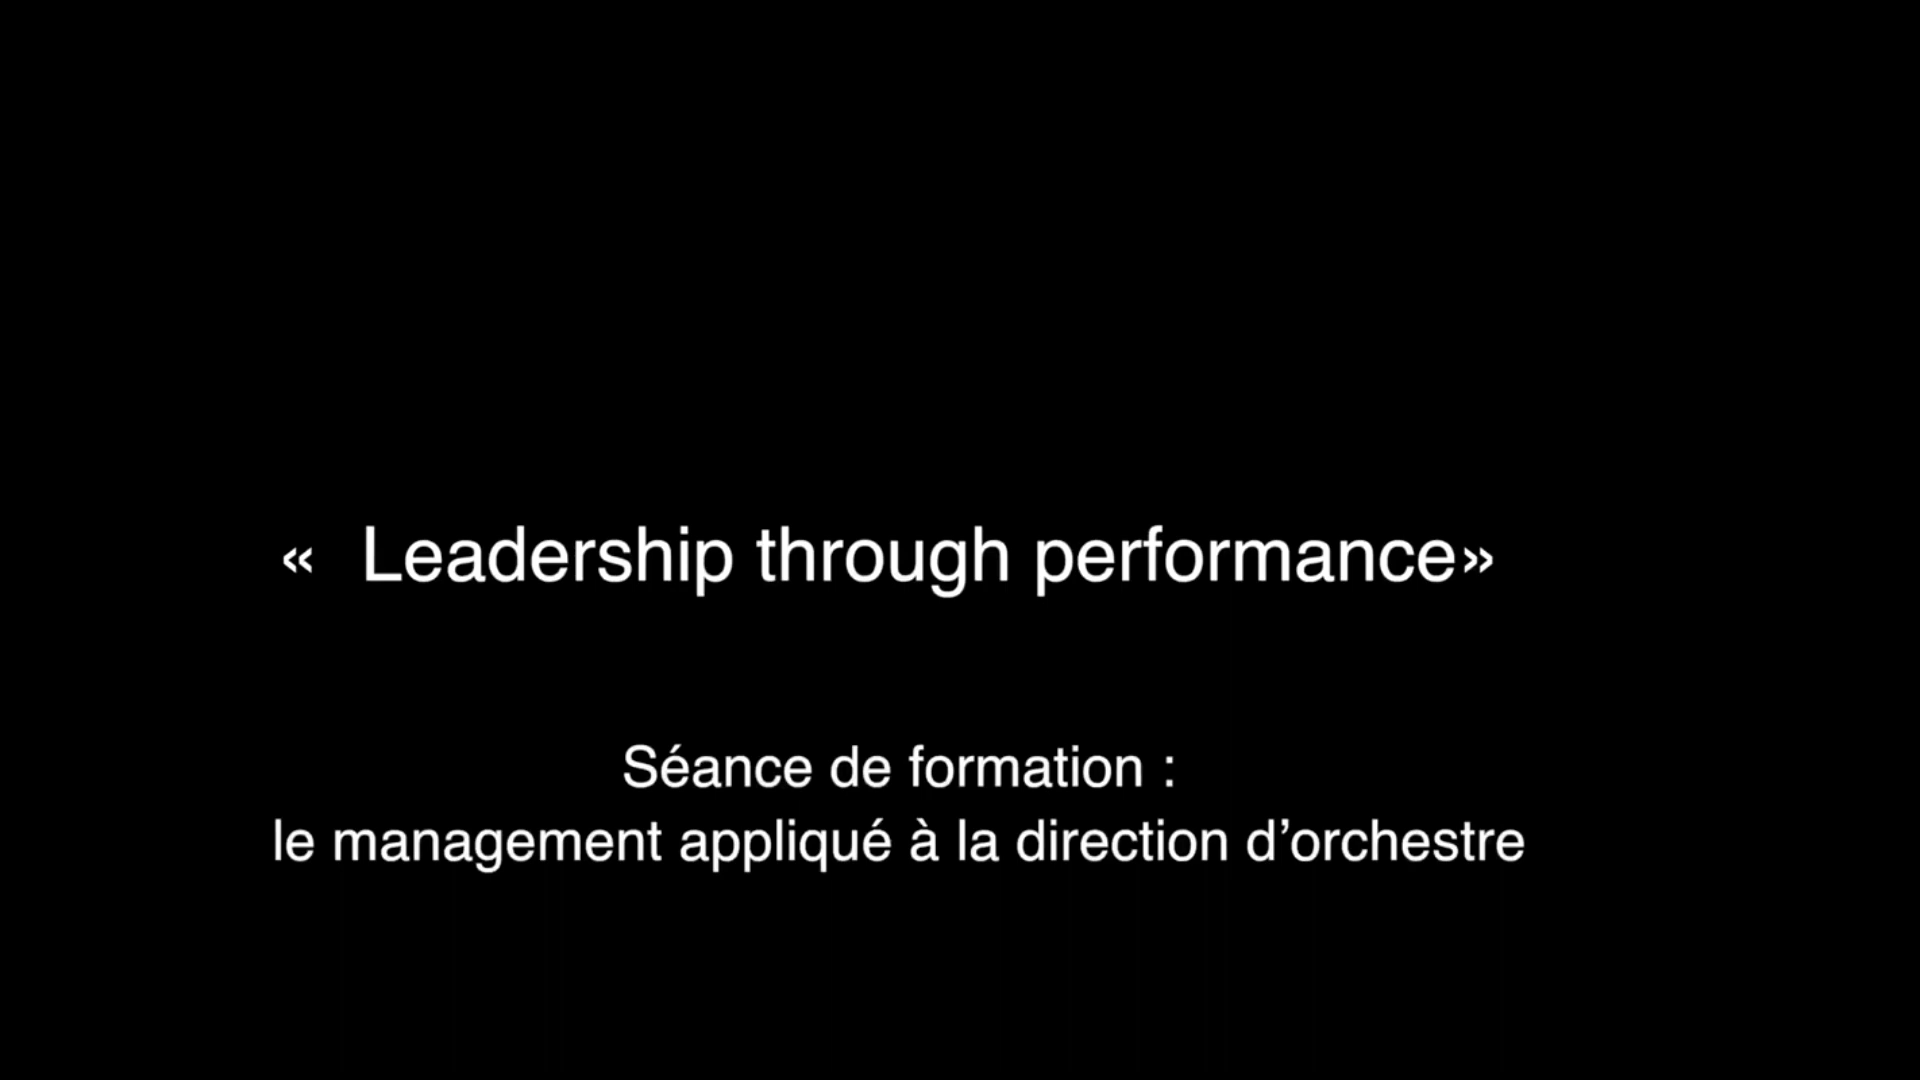 «  Leadership through performance»
Séance de formation :
le management appliqué à la direction d’orchestre